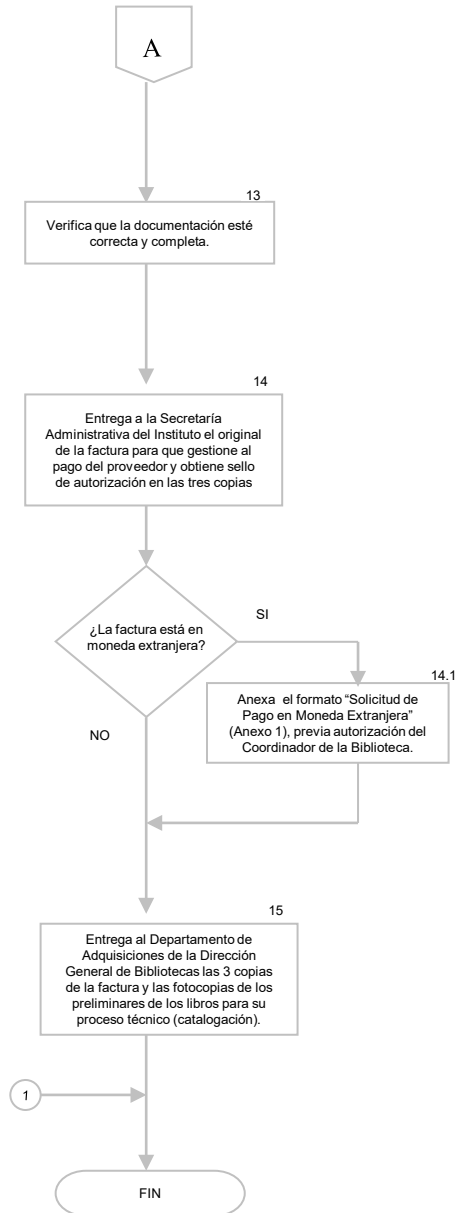 A
13
Verifica que la documentación esté
correcta y completa.
14
Entrega a la Secretaría
Administrativa del Instituto el original
de la factura para que gestione al
pago del proveedor y obtiene sello
de autorización en las tres copias
¿La factura está en
moneda extranjera?
SI
14.1
Anexa el formato “Solicitud de
Pago en Moneda Extranjera”
(Anexo 1), previa autorización del
Coordinador de la Biblioteca.
NO
15
Entrega al Departamento de
Adquisiciones de la Dirección
General de Bibliotecas las 3 copias
de la factura y las fotocopias de los
preliminares de los libros para su
proceso técnico (catalogación).
1
FIN